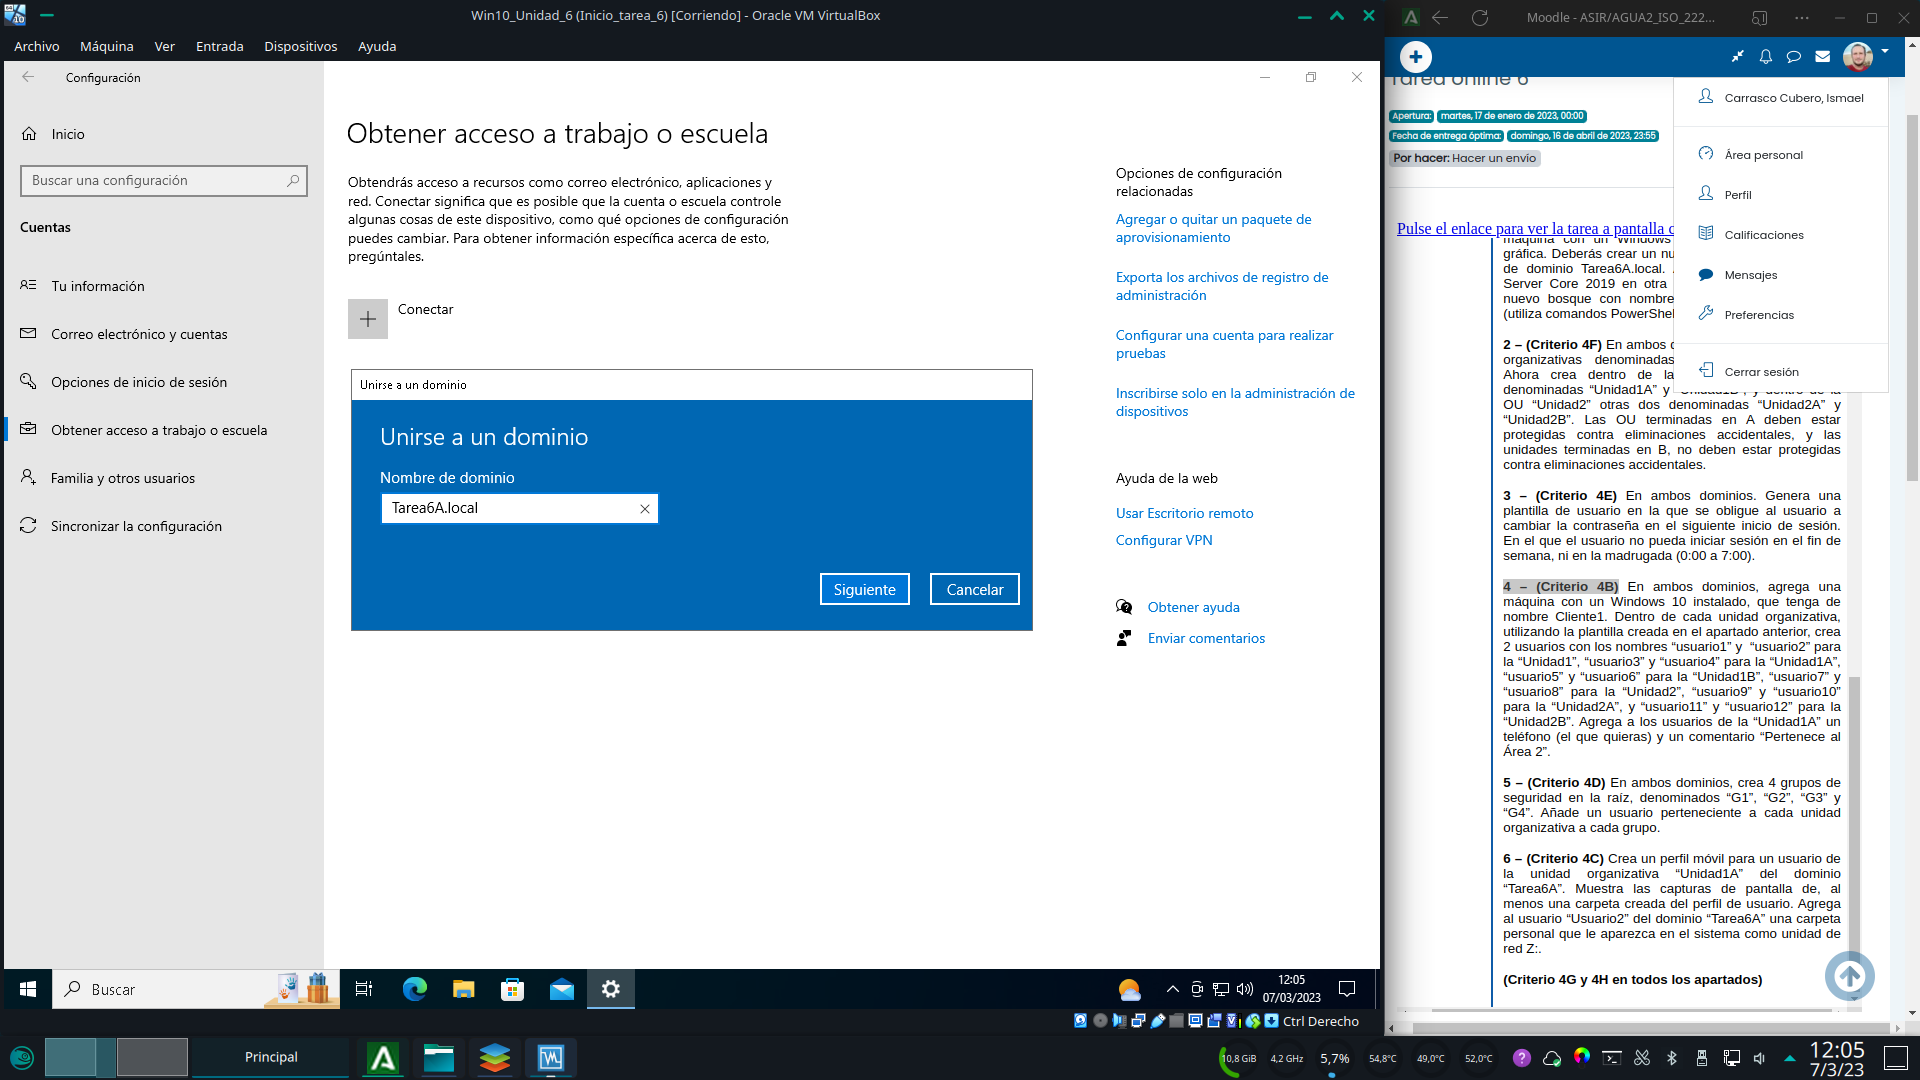 Win10_Unidad_6 (Inicio_tarea_6) [Corriendo] - Oracle VM VirtualBox
Archivo Máquina Ver Entrada Dispositivos Ayuda
Configuración
Inicio
Buscar una configuración
Cuentas
Tu información
Correo electrónico y cuentas
Opciones de inicio de sesión
Obtener acceso a trabajo o escuela
Familia y otros usuarios
Sincronizar la configuración
Obtener acceso a trabajo o escuela
Obtendrás acceso a recursos como correo electrónico, aplicaciones y
red. Conectar significa que es posible que la cuenta o escuela controle
algunas cosas de este dispositivo, como qué opciones de configuración
puedes cambiar. Para obtener información específica acerca de esto,
pregúntales.
Conectar
Unirse a un dominio
Unirse a un dominio
Nombre de dominio
Tarea6A.local
Siguiente
Cancelar
Opciones de configuración
relacionadas
Agregar o quitar un paquete de
aprovisionamiento
Exporta los archivos de registro de
administración
Configurar una cuenta para realizar
pruebas
Inscribirse solo en la administración de
dispositivos
Ayuda de la web
Usar Escritorio remoto
Configurar VPN
Obtener ayuda
Enviar comentarios
Buscar
12:05
07/03/2023
Ctrl Derecho
Moodle - ASIR/AGUA2_ISO_222...
Tarea online 6
Apertura: martes, 17 de enero de 2023, 00:00
Fecha de entrega óptima: domingo, 16 de abril de 2023, 23:55
Por hacer: Hacer un envío
Carrasco Cubero, Ismael
Área personal
Perfil
Calificaciones
Mensajes
Preferencias
Cerrar sesión
Pulse el enlace para ver la tarea a pantalla c
máquina con un Windows
gráfica. Deberás crear un nu
de dominio Tarea6A.local.
Server Core 2019 en otra
nuevo bosque con nombre
(utiliza comandos PowerShel
2 – (Criterio 4F) En ambos d
organizativas denominadas
Ahora crea dentro de la
denominadas “Unidad1A” y “Unidad1B”, y dentro de la
OU “Unidad2” otras dos denominadas “Unidad2A” y
“Unidad2B”. Las OU terminadas en A deben estar
protegidas contra eliminaciones accidentales, y las
unidades terminadas en B, no deben estar protegidas
contra eliminaciones accidentales.
3 – (Criterio 4E) En ambos dominios. Genera una
plantilla de usuario en la que se obligue al usuario a
cambiar la contraseña en el siguiente inicio de sesión.
En el que el usuario no pueda iniciar sesión en el fin de
semana, ni en la madrugada (0:00 a 7:00).
4 – (Criterio 4B) En ambos dominios, agrega una
máquina con un Windows 10 instalado, que tenga de
nombre Cliente1. Dentro de cada unidad organizativa,
utilizando la plantilla creada en el apartado anterior, crea
2 usuarios con los nombres “usuario1” y “usuario2” para
la “Unidad1”, “usuario3” y “usuario4” para la “Unidad1A”,
“usuario5” y “usuario6” para la “Unidad1B”, “usuario7” y
“usuario8” para la “Unidad2”, “usuario9” y “usuario10”
para la “Unidad2A”, y “usuario11” y “usuario12” para la
“Unidad2B”. Agrega a los usuarios de la “Unidad1A” un
teléfono (el que quieras) y un comentario “Pertenece al
Área 2”.
5 – (Criterio 4D) En ambos dominios, crea 4 grupos de
seguridad en la raíz, denominados “G1”, “G2”, “G3” y
“G4”. Añade un usuario perteneciente a cada unidad
organizativa a cada grupo.
6 – (Criterio 4C) Crea un perfil móvil para un usuario de
la unidad organizativa “Unidad1A” del dominio
“Tarea6A”. Muestra las capturas de pantalla de, al
menos una carpeta creada del perfil de usuario. Agrega
al usuario “Usuario2” del dominio “Tarea6A” una carpeta
personal que le aparezca en el sistema como unidad de
red Z:.
(Criterio 4G y 4H en todos los apartados)
Principal
10,8 GiB
4,2 GHz
5,7%
54,8°C
49,0°C
52,0°C
12:05
7/3/23